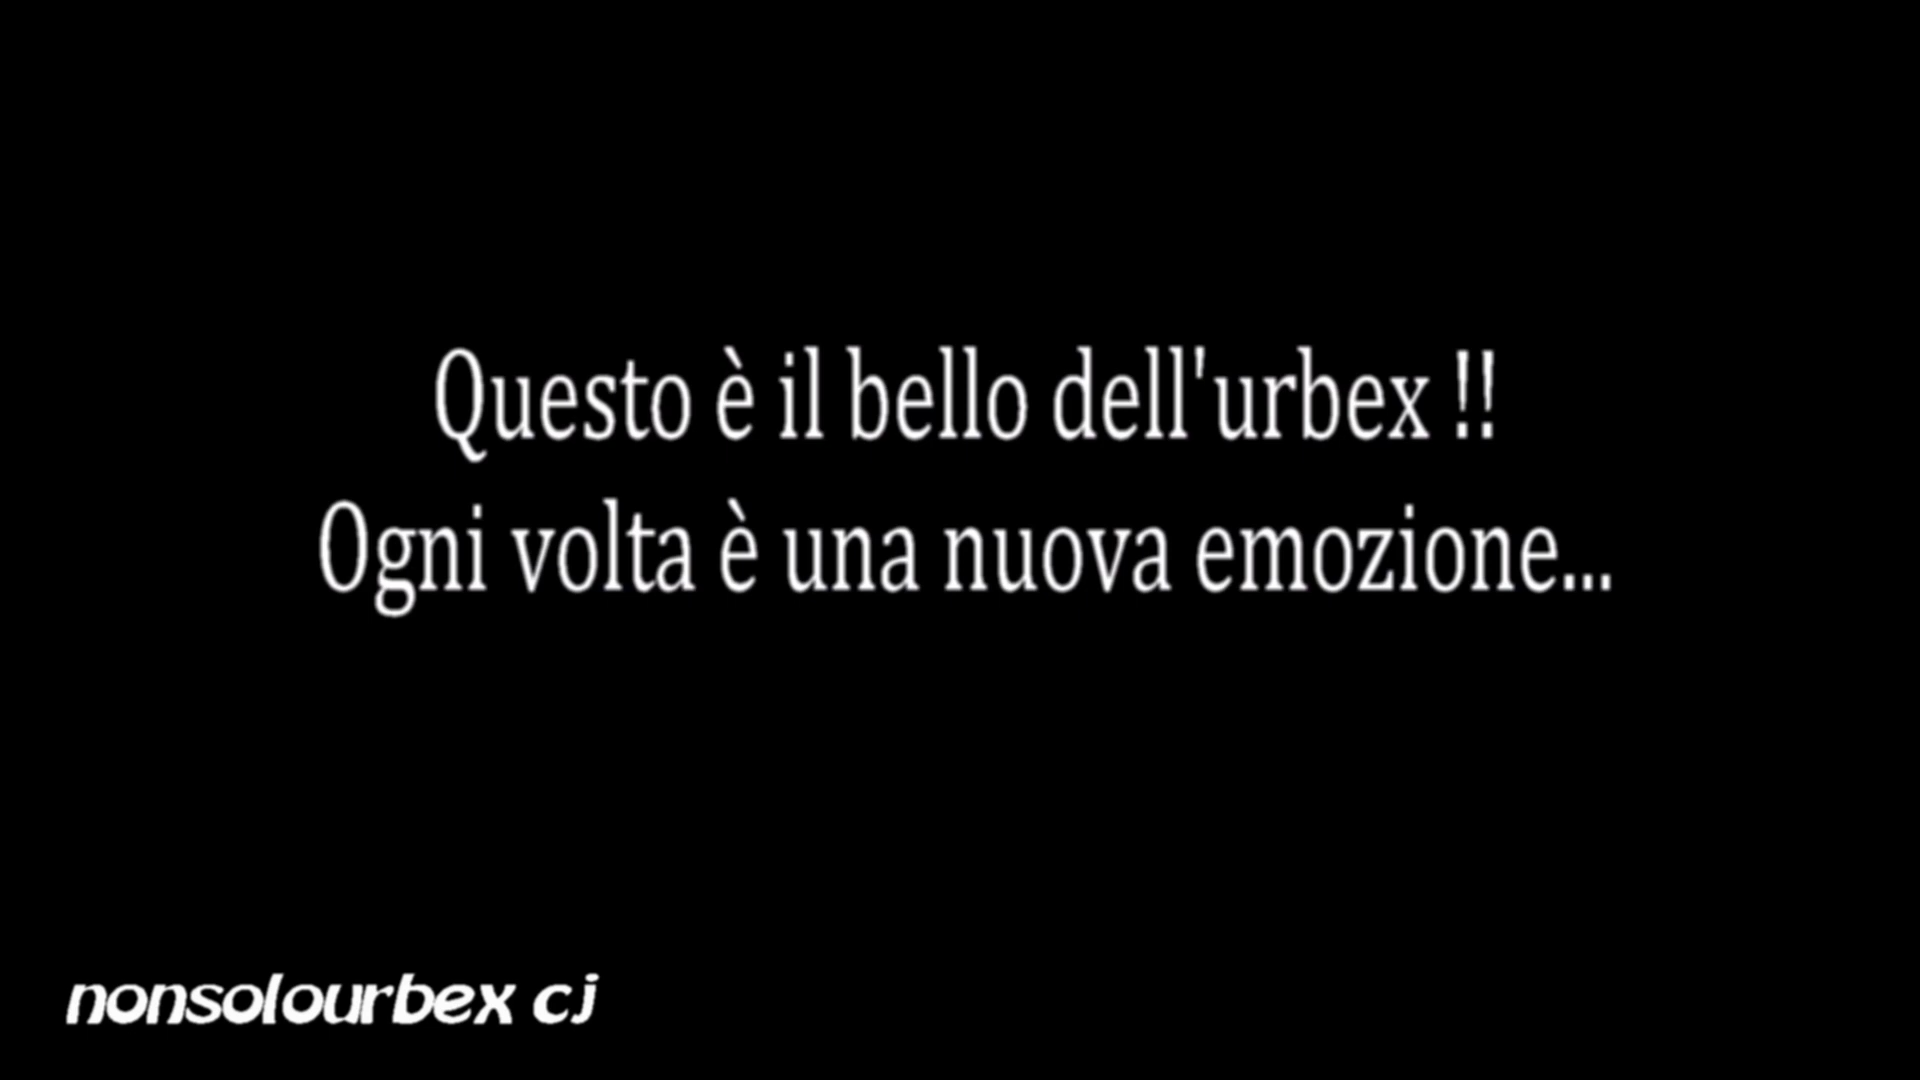 Questo è il bello dell'urbex !!
Ogni volta è una nuova emozione...
nonsolourbex cj